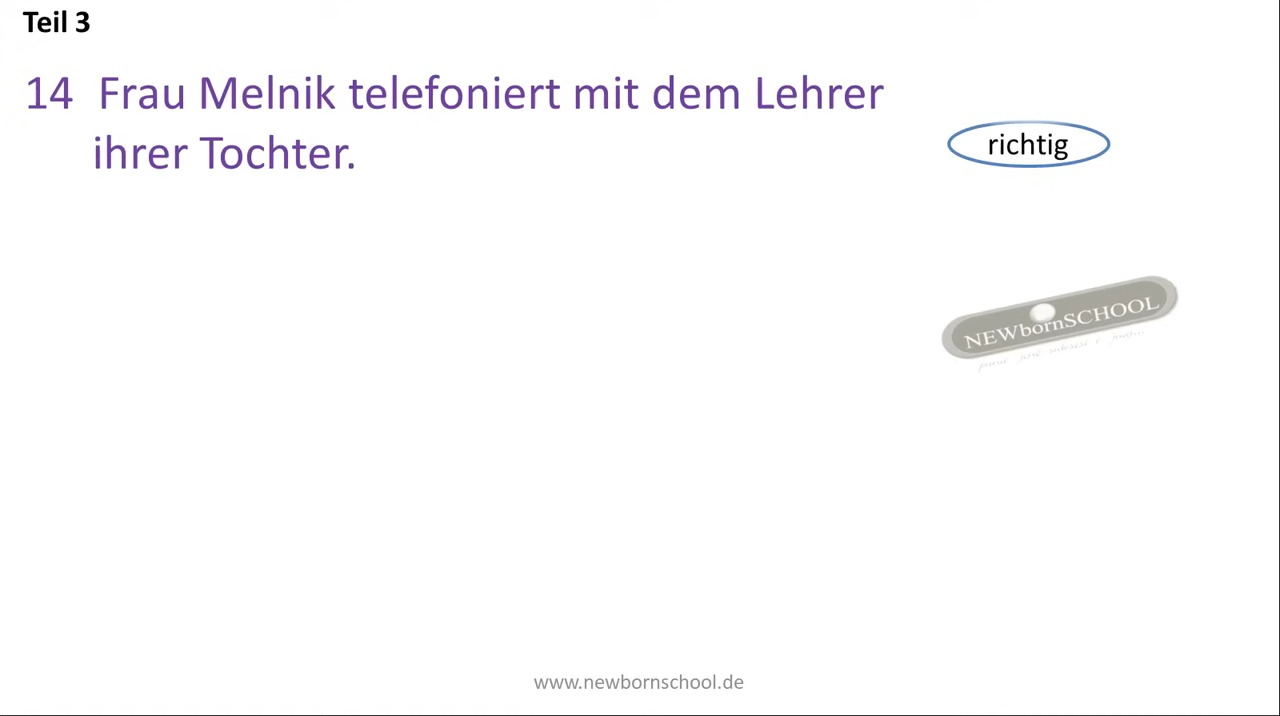 Teil 3
14 Frau Melnik telefoniert mit dem Lehrer
ihrer Tochter.
richtig
NEWbornSCHOOL
www.newbornschool.de